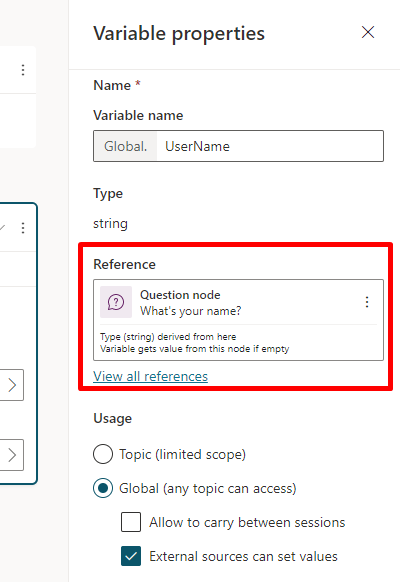 Variable properties
Name *
Variable name
Global. UserName
Type
string
Reference
Question node
What's your name?
Type (string) derived from here
Variable gets value from this node if empty
View all references
Usage
Topic (limited scope)
Global (any topic can access)
Allow to carry between sessions
External sources can set values